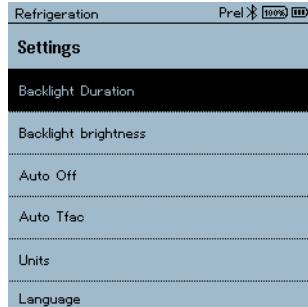 Refrigeration Prel 100%
Settings
Backlight Duration
Backlight brightness
Auto Off
Auto Tfac
Units
Language